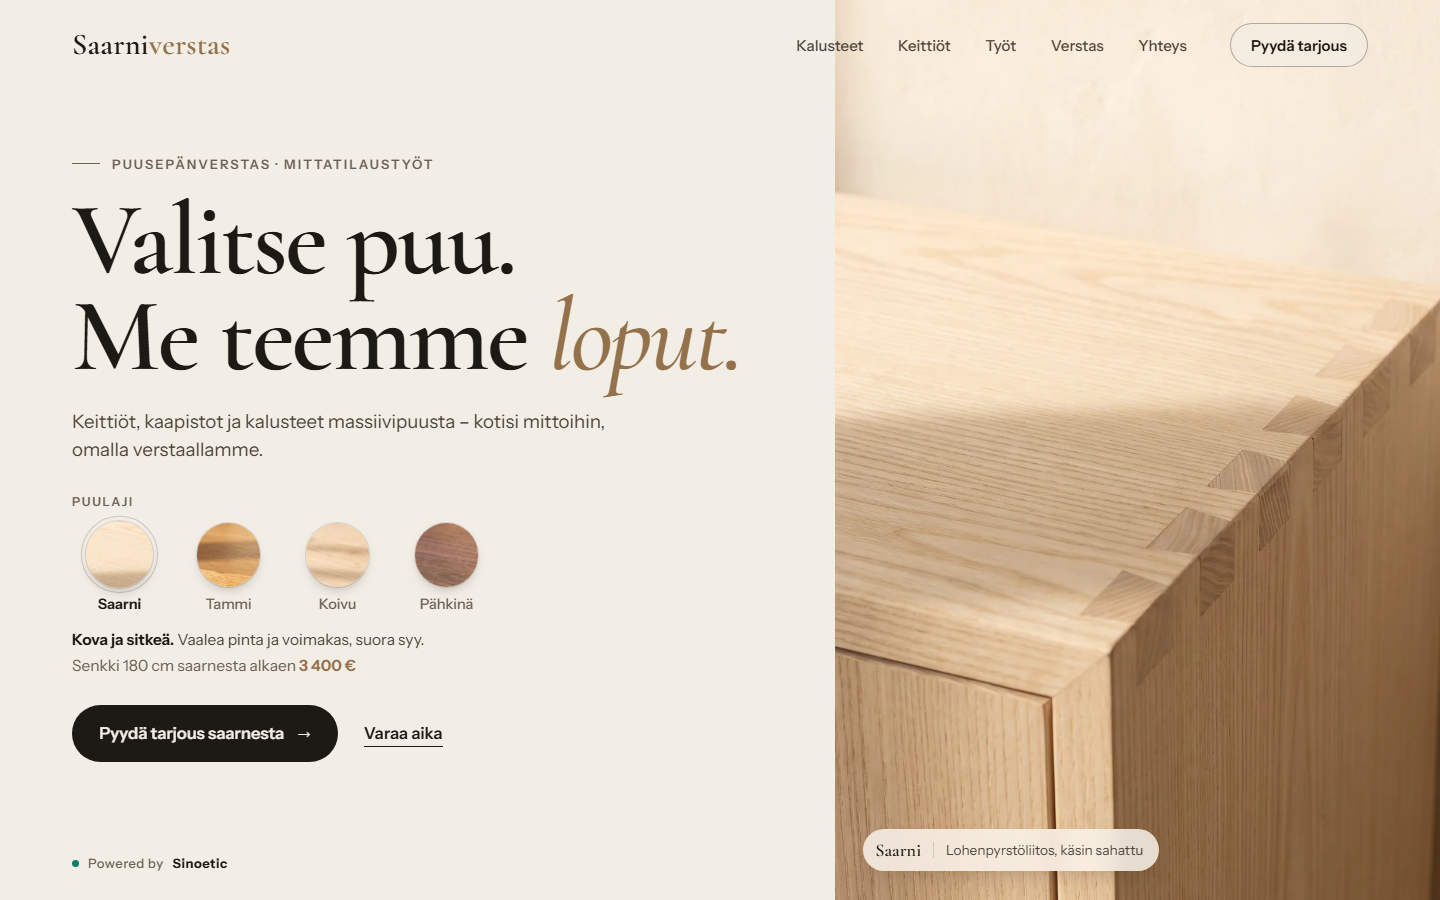 Saarniverstas
Kalusteet Keittiöt Työt Verstas Yhteys Pyydä tarjous
PUUSEPÄNVERSTAS · MITTATILAUSTYÖT
Valitse puu.
Me teemme loput.
Keittiöt, kaapistot ja kalusteet massiivipuusta – kotisi mittoihin,
omalla verstaallamme.
PUULAJI
Saarni Tammi Koivu Pähkinä
Kova ja sitkeä. Vaalea pinta ja voimakas, suora syy.
Senkki 180 cm saarnesta alkaen 3 400 €
Pyydä tarjous saarnesta → Varaa aika
Saarni Lohenpyrstöliitos, käsin sahattu
Powered by Sinoetic